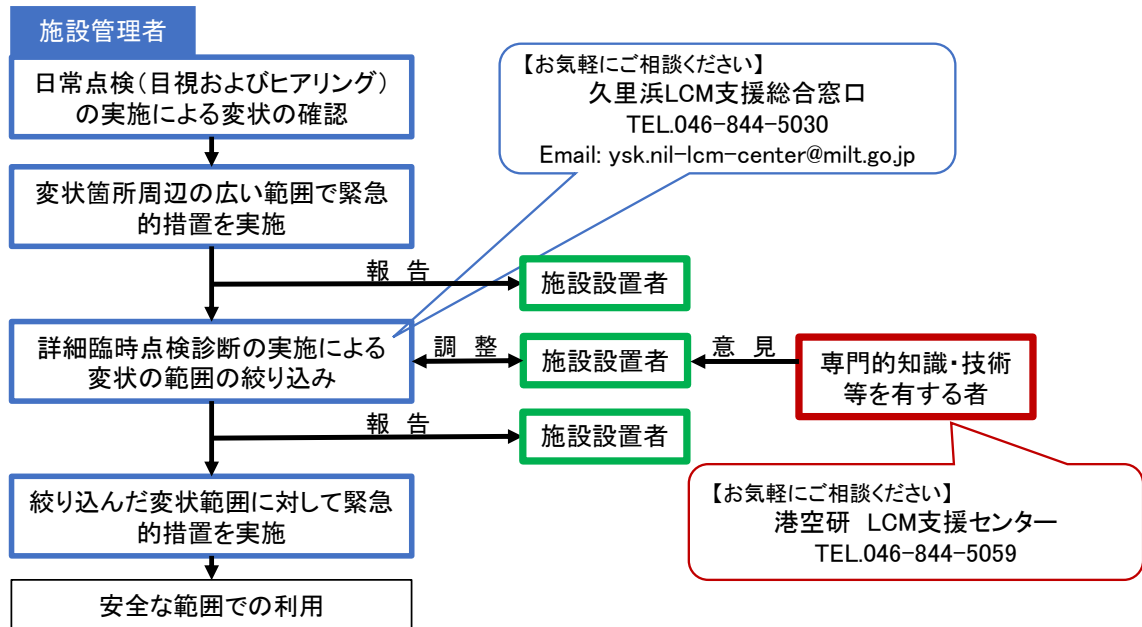 施設管理者
日常点検（目視およびヒアリング）
の実施による変状の確認
【お気軽にご相談ください】
久里浜LCM支援総合窓口
TEL.046-844-5030
Email: ysk.nil-lcm-center@milt.go.jp
変状箇所周辺の広い範囲で緊急
的措置を実施
報　告
施設設置者
詳細臨時点検診断の実施による
変状の範囲の絞り込み
調　整
施設設置者
意　見
専門的知識・技術
等を有する者
報　告
施設設置者
絞り込んだ変状範囲に対して緊急
的措置を実施
【お気軽にご相談ください】
港空研　LCM支援センター
TEL.046-844-5059
安全な範囲での利用